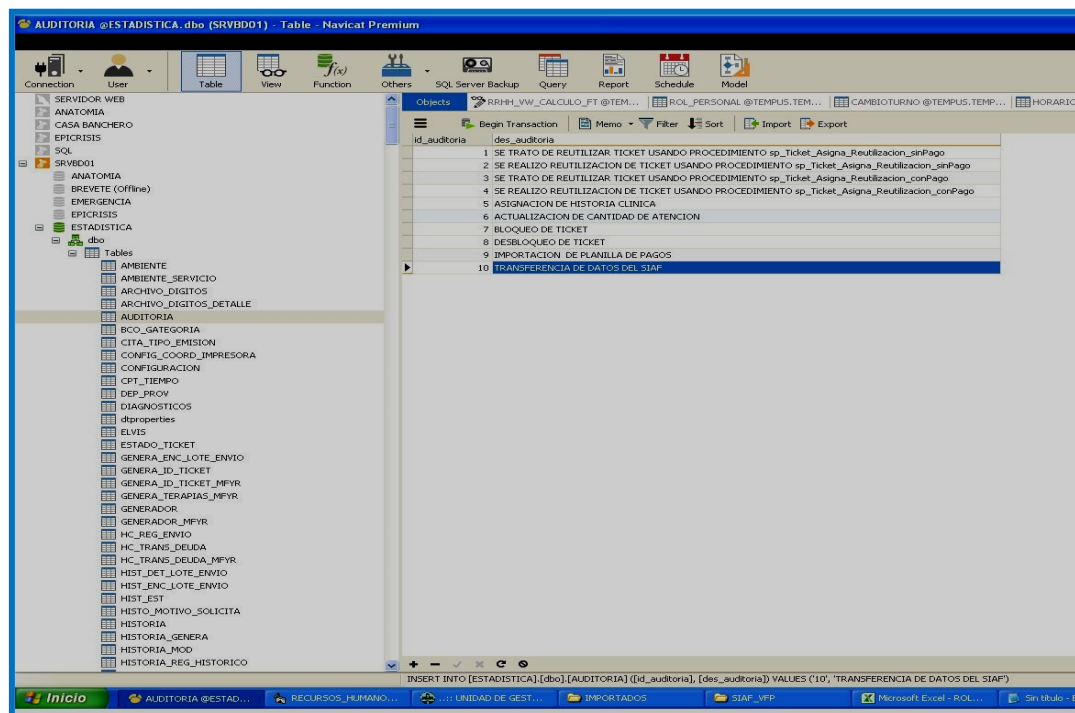 AUDITORIA @ESTADISTICA.dbo (SRVBD01) - Table - Navicat Premium
Connection User Table View Function Others SQL Server Backup Query Report Schedule Model
SERVIDOR WEB
ANATOMIA
CASA BANCHERO
EPICRISIS
SQL
SRVBD01
ANATOMIA
BREVETE (Offline)
EMERGENCIA
EPICRISIS
ESTADISTICA
dbo
Tables
AMBIENTE
AMBIENTE_SERVICIO
ARCHIVO_DIGITOS
ARCHIVO_DIGITOS_DETALLE
AUDITORIA
BCO_GATEGORIA
CITA_TIPO_EMISION
CONFIG_COORD_IMPRESORA
CONFIGURACION
CPT_TIEMPO
DEP_PROV
DIAGNOSTICOS
dtproperties
ELVIS
ESTADO_TICKET
GENERA_ENC_LOTE_ENVIO
GENERA_ID_TICKET
GENERA_ID_TICKET_MFYR
GENERA_TERAPIAS_MFYR
GENERADOR
GENERADOR_MFYR
HC_REG_ENVIO
HC_TRANS_DEUDA
HC_TRANS_DEUDA_MFYR
HIST_DET_LOTE_ENVIO
HIST_ENC_LOTE_ENVIO
HIST_EST
HISTO_MOTIVO_SOLICITA
HISTORIA
HISTORIA_GENERA
HISTORIA_MOD
HISTORIA_REG_HISTORICO
Objects RRHH_VW_CALCULO_FT @TEM... ROL_PERSONAL @TEMPUS.TEM... CAMBIOTURNO @TEMPUS.TEMP... HORARIO
Begin Transaction Memo Filter Sort Import Export
id_auditoria des_auditoria
1 SE TRATO DE REUTILIZAR TICKET USANDO PROCEDIMIENTO sp_Ticket_Asigna_Reutilizacion_sinPago
2 SE REALIZO REUTILIZACION DE TICKET USANDO PROCEDIMIENTO sp_Ticket_Asigna_Reutilizacion_sinPago
3 SE TRATO DE REUTILIZAR TICKET USANDO PROCEDIMIENTO sp_Ticket_Asigna_Reutilizacion_conPago
4 SE REALIZO REUTILIZACION DE TICKET USANDO PROCEDIMIENTO sp_Ticket_Asigna_Reutilizacion_conPago
5 ASIGNACION DE HISTORIA CLINICA
6 ACTUALIZACION DE CANTIDAD DE ATENCION
7 BLOQUEO DE TICKET
8 DESBLOQUEO DE TICKET
9 IMPORTACION DE PLANILLA DE PAGOS
10 TRANSFERENCIA DE DATOS DEL SIAF
INSERT INTO [ESTADISTICA].[dbo].[AUDITORIA] ([id_auditoria], [des_auditoria]) VALUES ('10', 'TRANSFERENCIA DE DATOS DEL SIAF')
Inicio AUDITORIA @ESTAD... RECURSOS_HUMANO... ..:: UNIDAD DE GEST... IMPORTADOS SIAF_VFP Microsoft Excel - ROL... Sin título -